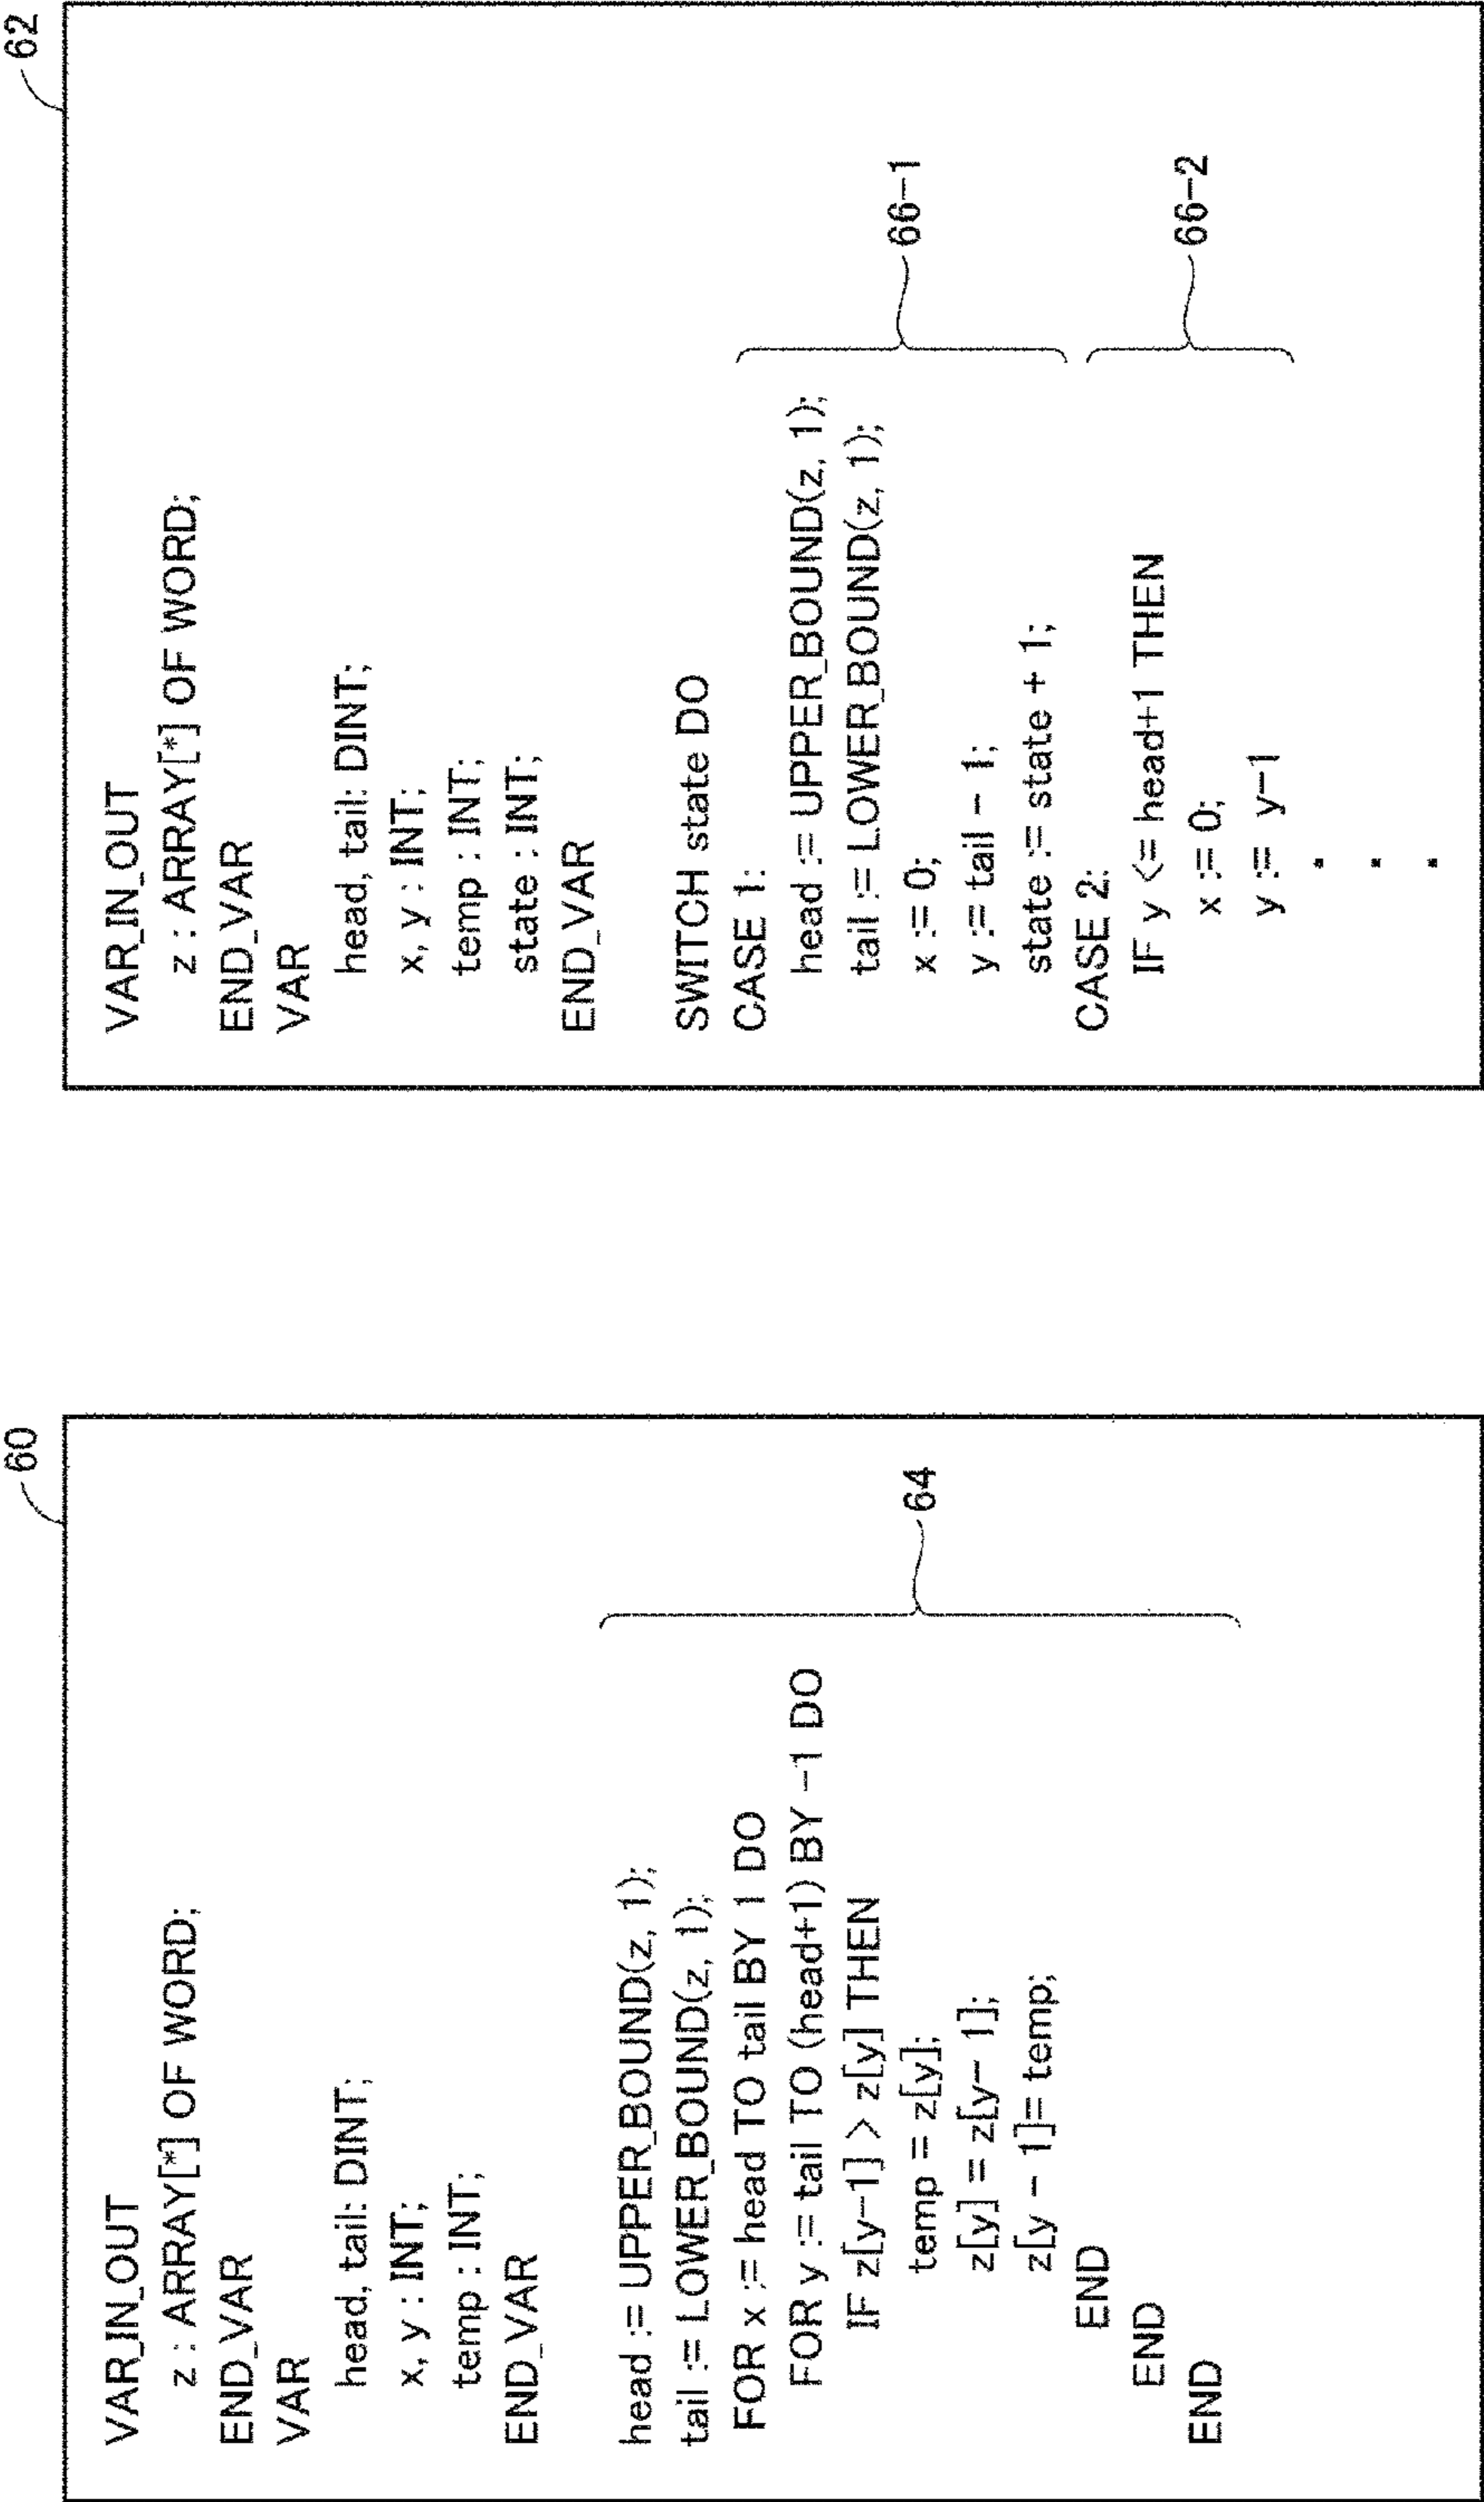 60
VAR_IN_OUT
z : ARRAY[*] OF WORD;
END_VAR
VAR
head, tail: DINT;
x, y : INT;
temp : INT;
END_VAR
head := UPPER_BOUND(z, 1);
tail := LOWER_BOUND(z, 1);
FOR x := head TO tail BY 1 DO
FOR y := tail TO (head+1) BY -1 DO
IF z[y-1] > z[y] THEN
temp = z[y];
z[y] = z[y- 1];
z[y - 1]= temp;
END
END
END
64
62
VAR_IN_OUT
z : ARRAY[*] OF WORD;
END_VAR
VAR
head, tail: DINT;
x, y : INT;
temp : INT;
state : INT;
END_VAR
SWITCH state DO
CASE 1:
head := UPPER_BOUND(z, 1);
tail := LOWER_BOUND(z, 1);
x := 0;
y := tail - 1;
state := state + 1;
CASE 2:
IF y <= head+1 THEN
x := 0;
y := y-1
.
.
.
66-1
66-2